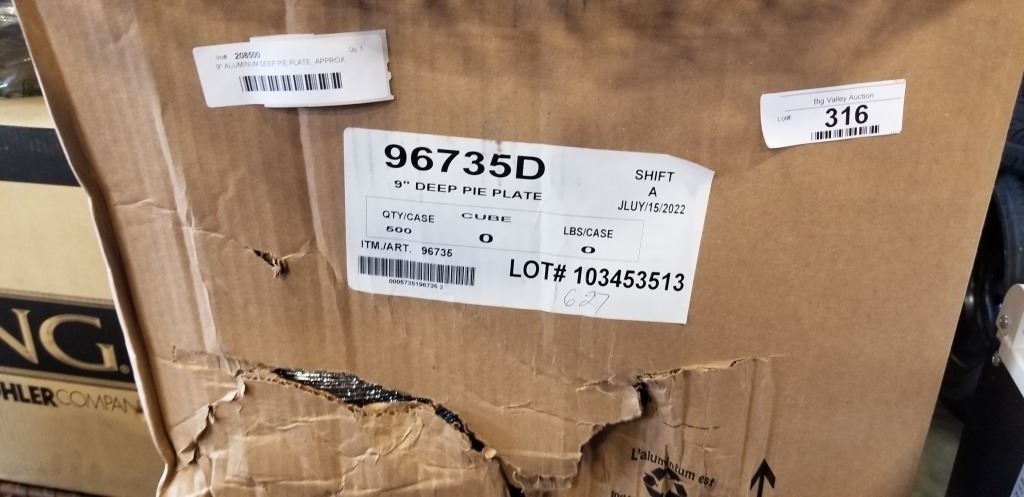 Inv#: 208500 Qty 1
9" ALUMINUM DEEP PIE PLATE, APPROX.
Big Valley Auction
Lot#: 316
96735D
9" DEEP PIE PLATE
SHIFT
A
JLUY/15/2022
QTY/CASE CUBE LBS/CASE
500 0 0
ITM./ART. 96735
LOT# 103453513
627
NG.
HLER COMPAN
L'aluminium est